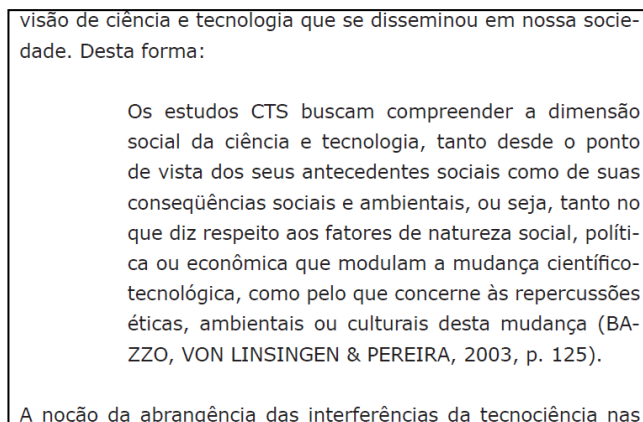 visão de ciência e tecnologia que se disseminou em nossa socie-
dade. Desta forma:
Os estudos CTS buscam compreender a dimensão
social da ciência e tecnologia, tanto desde o ponto
de vista dos seus antecedentes sociais como de suas
conseqüências sociais e ambientais, ou seja, tanto no
que diz respeito aos fatores de natureza social, políti-
ca ou econômica que modulam a mudança científico-
tecnológica, como pelo que concerne às repercussões
éticas, ambientais ou culturais desta mudança (BA-
ZZO, VON LINSINGEN & PEREIRA, 2003, p. 125).
A noção da abrangência das interferências da tecnociência nas